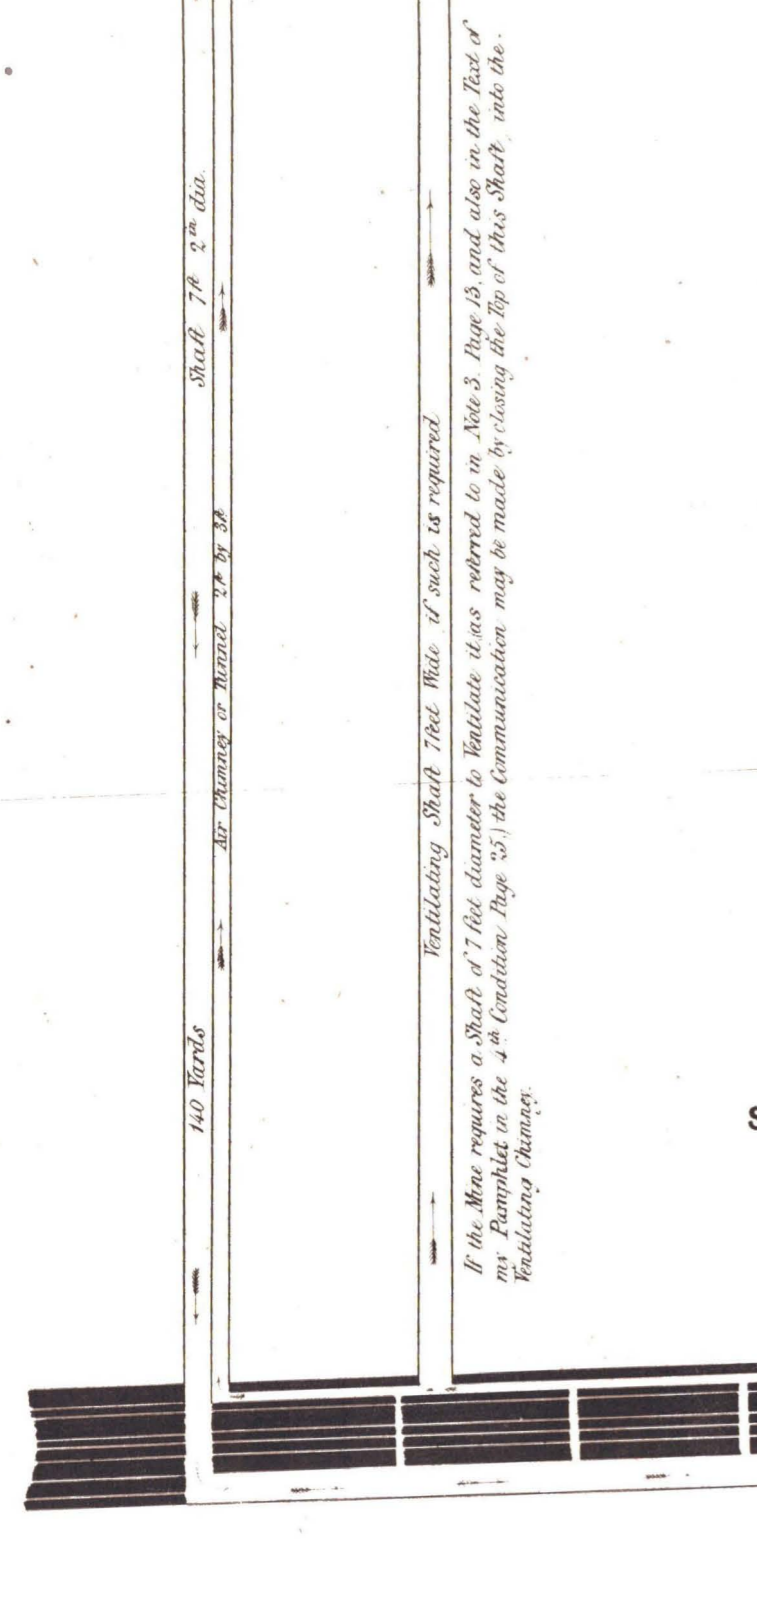 140 Yards
Shaft 7ft 2in dia.
Air Chimney or Tunnel 2ft by 3ft
Ventilating Shaft 7feet Wide if such is required
If the Mine requires a Shaft of 7 feet diameter to Ventilate it, (as referred to in Note 3. Page 13, and also in the Text of
my Pamphlet in the 4th Condition Page 25,) the Communication may be made by closing the Top of this Shaft, into the
Ventilating Chimney.